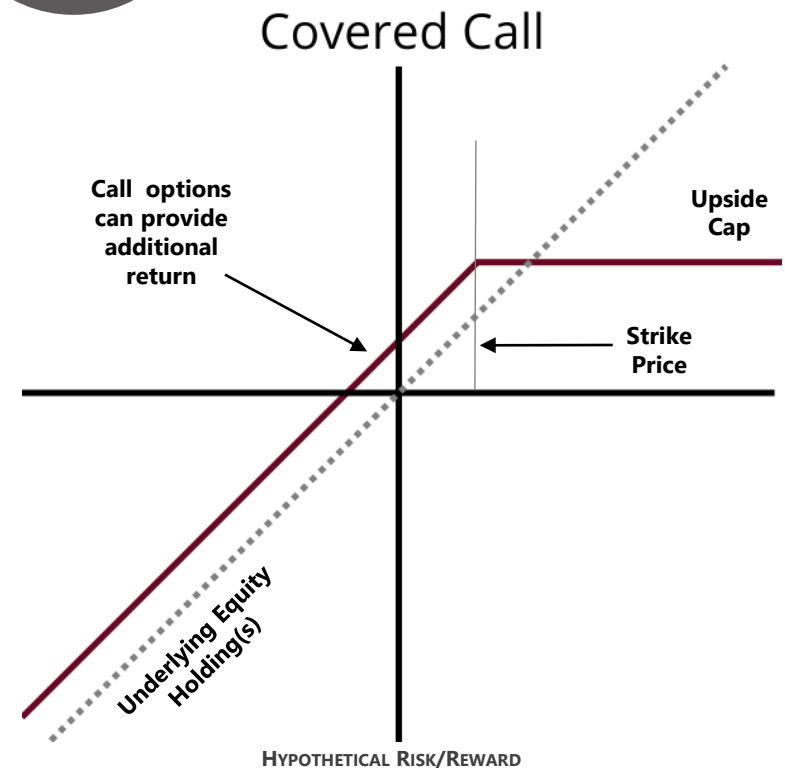 Covered Call
Call options
can provide
additional
return
Upside
Cap
Strike
Price
Underlying Equity
Holding(s)
HYPOTHETICAL RISK/REWARD